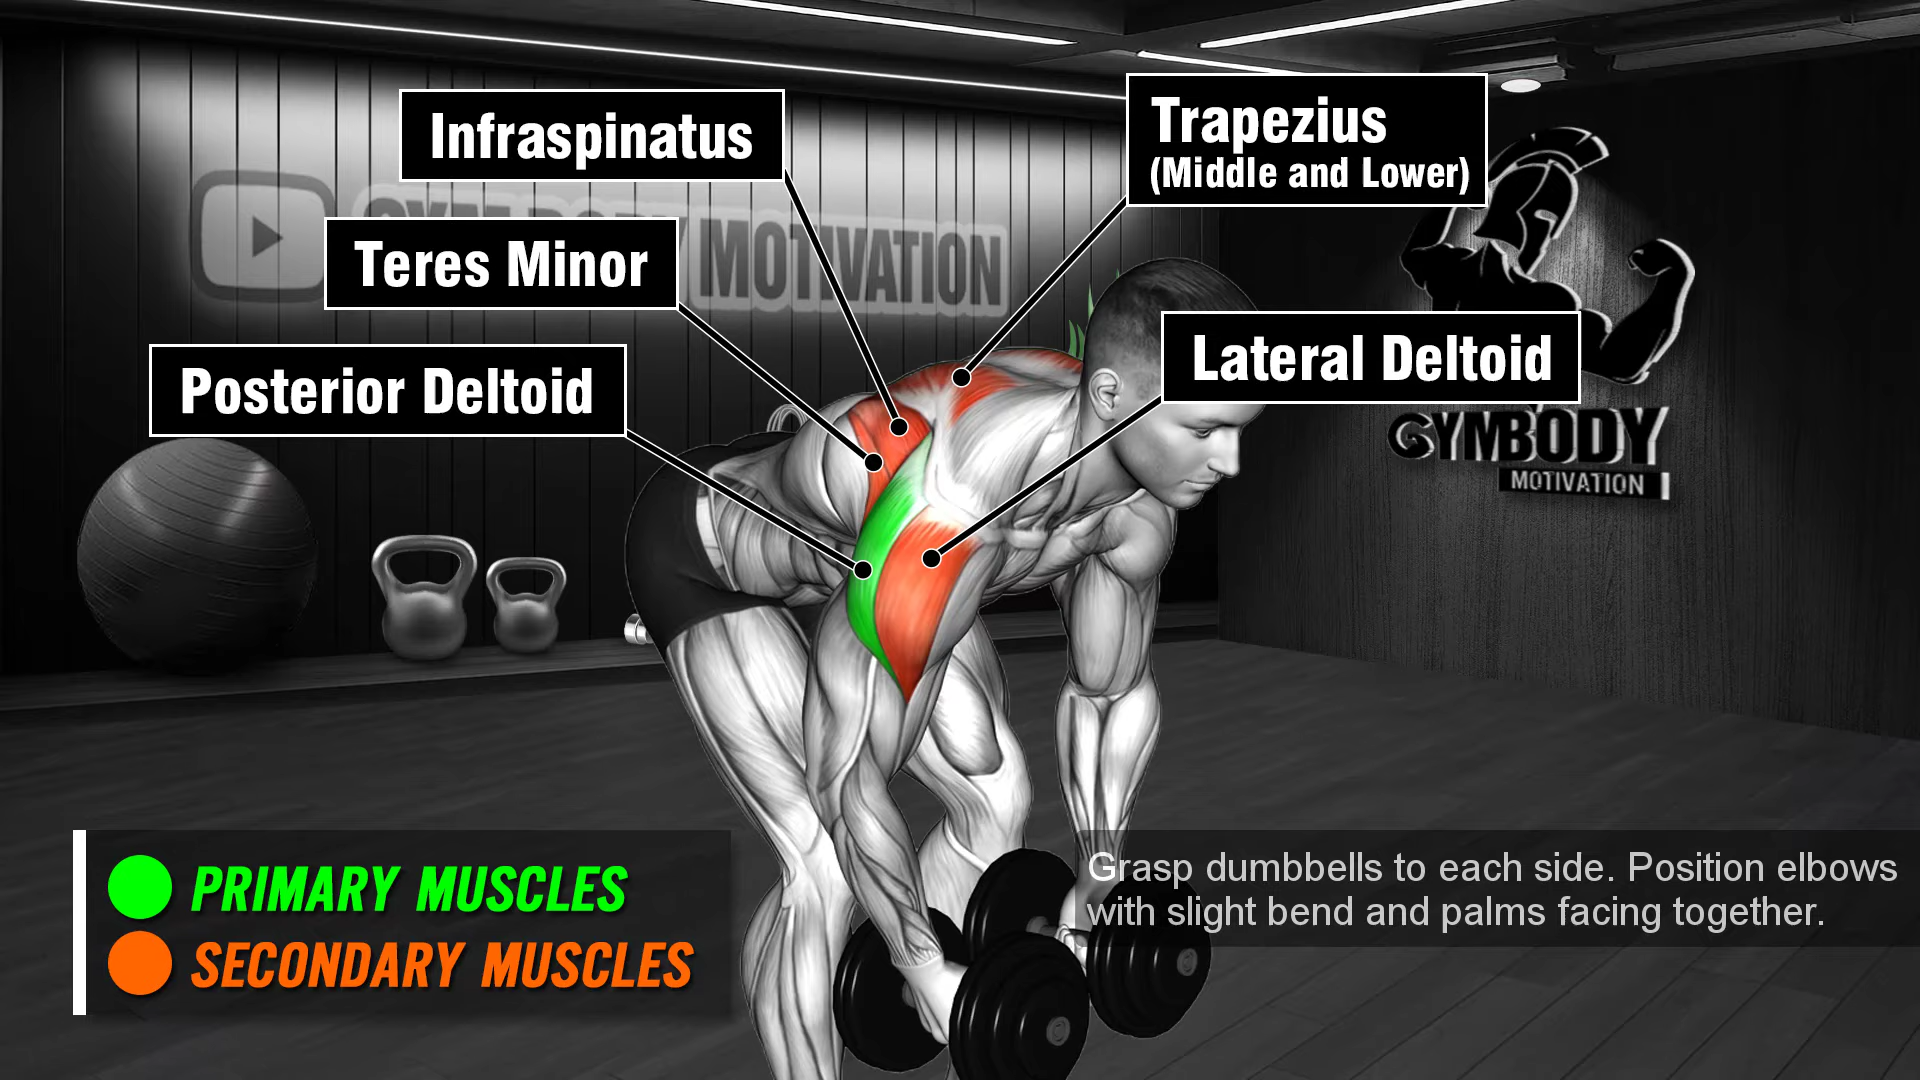 Infraspinatus
Trapezius
(Middle and Lower)
Teres Minor
MOTIVATION
Lateral Deltoid
Posterior Deltoid
GYMBODY
MOTIVATION
PRIMARY MUSCLES
SECONDARY MUSCLES
Grasp dumbbells to each side. Position elbows
with slight bend and palms facing together.